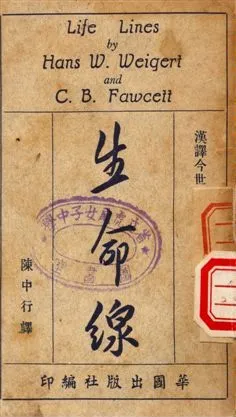 Life Lines
by
Hans W. Weigert
and
C. B. Fawcett
漢譯今世
生命線
陳中行譯
華國出版社編印